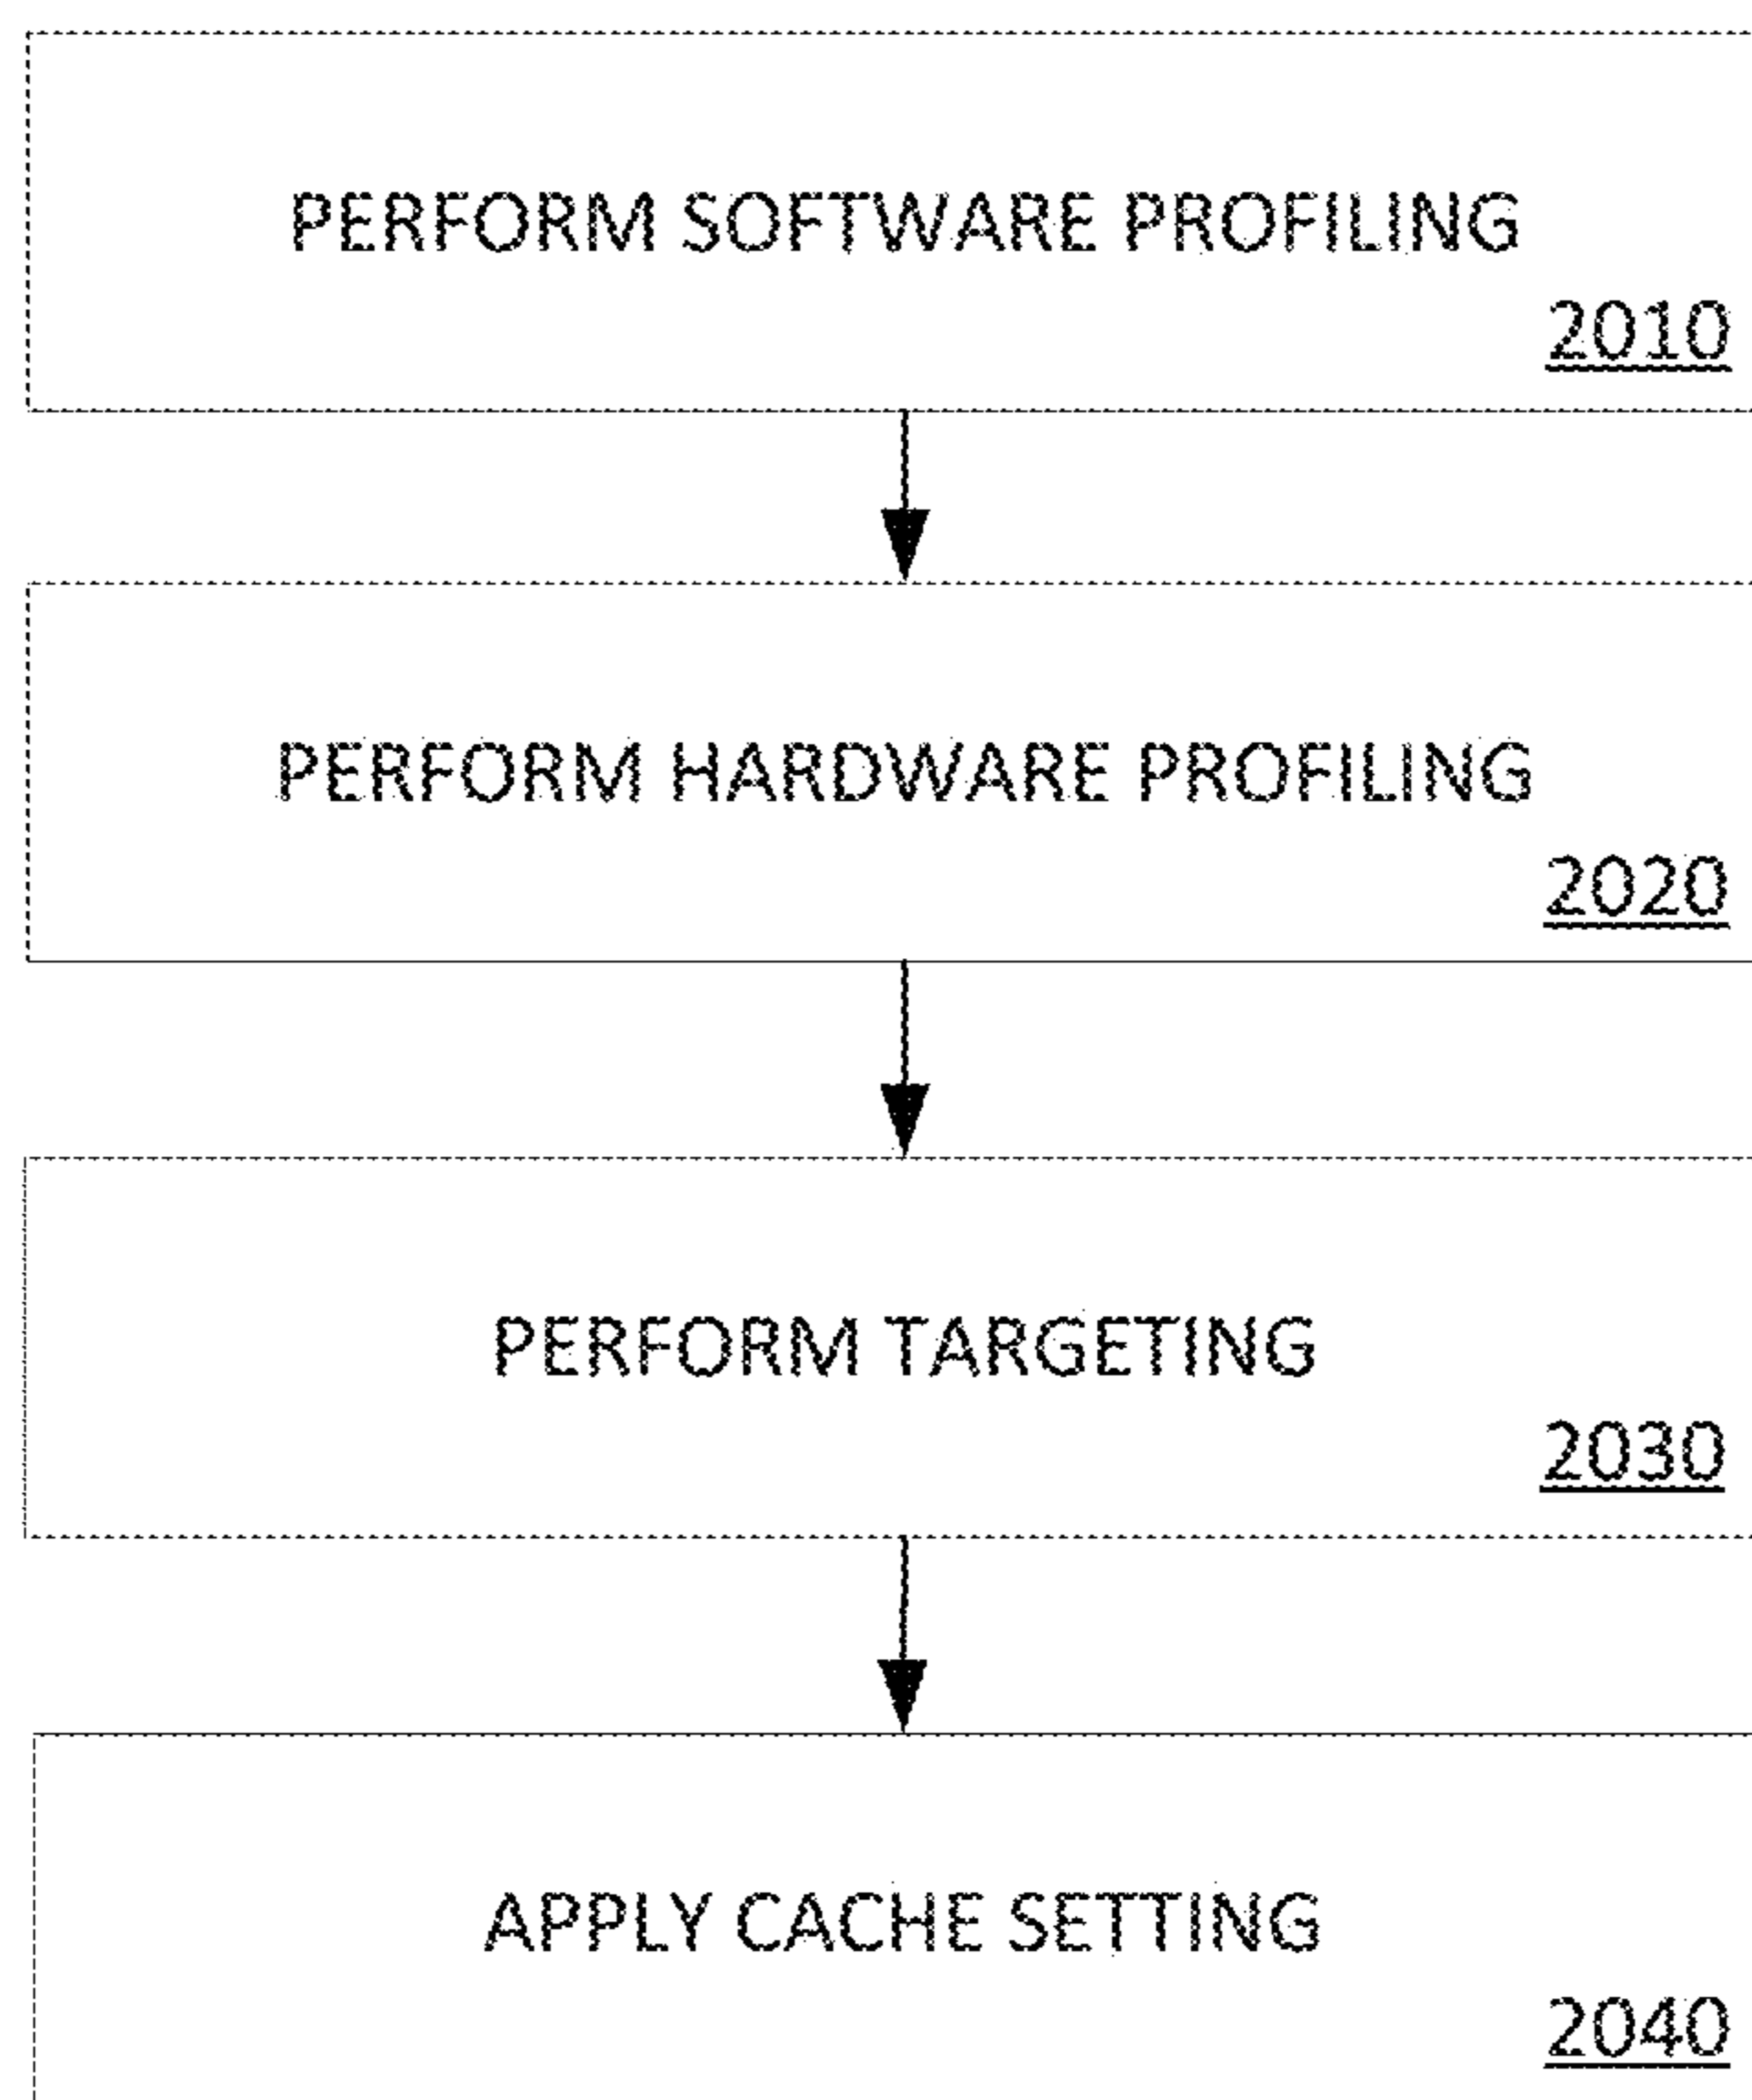 PERFORM SOFTWARE PROFILING
2010
PERFORM HARDWARE PROFILING
2020
PERFORM TARGETING
2030
APPLY CACHE SETTING
2040